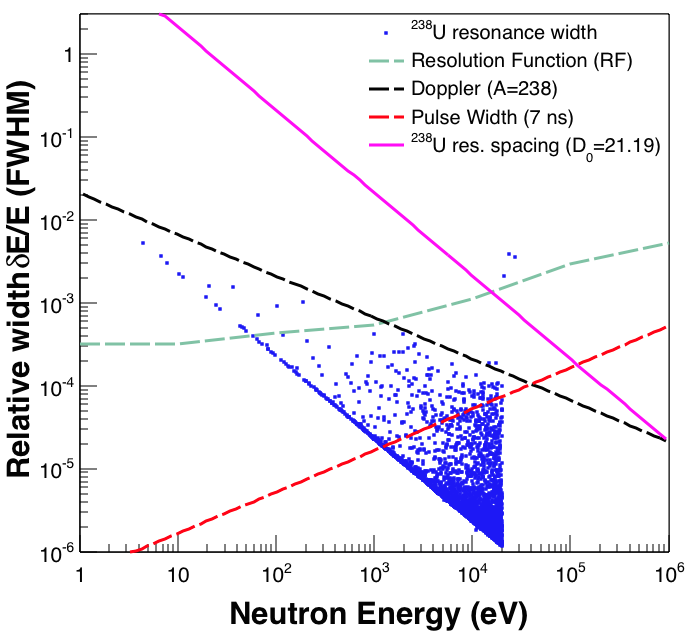 Relative widthδE/E (FWHM)
1
10⁻¹
10⁻²
10⁻³
10⁻⁴
10⁻⁵
10⁻⁶
²³⁸U resonance width
Resolution Function (RF)
Doppler (A=238)
Pulse Width (7 ns)
²³⁸U res. spacing (D₀=21.19)
1 10 10² 10³ 10⁴ 10⁵ 10⁶
Neutron Energy (eV)